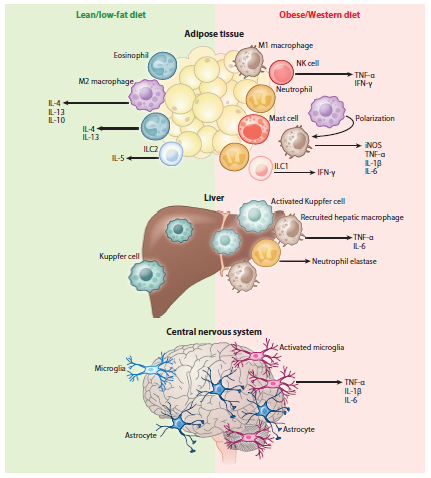 Lean/low-fat diet
Obese/Western diet
Adipose tissue
Eosinophil
M1 macrophage
NK cell
TNF-α
IFN-γ
M2 macrophage
Neutrophil
IL-4
IL-13
IL-10
Mast cell
Polarization
IL-4
IL-13
iNOS
TNF-α
IL-1β
IL-6
ILC2
IL-5
ILC1
IFN-γ
Liver
Activated Kupffer cell
Recruited hepatic macrophage
TNF-α
IL-6
Kupffer cell
Neutrophil elastase
Central nervous system
Activated microglia
Microglia
TNF-α
IL-1β
IL-6
Astrocyte
Astrocyte